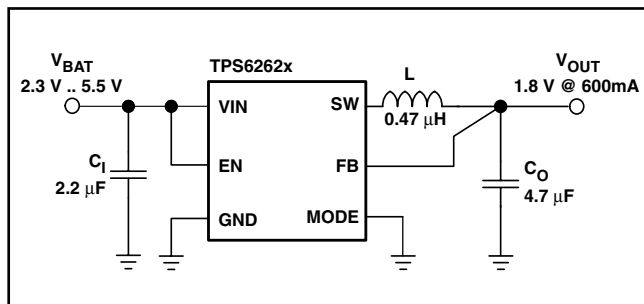 TPS6262x
V_BAT
2.3 V .. 5.5 V
VIN
SW
L
0.47 μH
V_OUT
1.8 V @ 600mA
C_I
2.2 μF
EN
FB
C_O
4.7 μF
GND
MODE